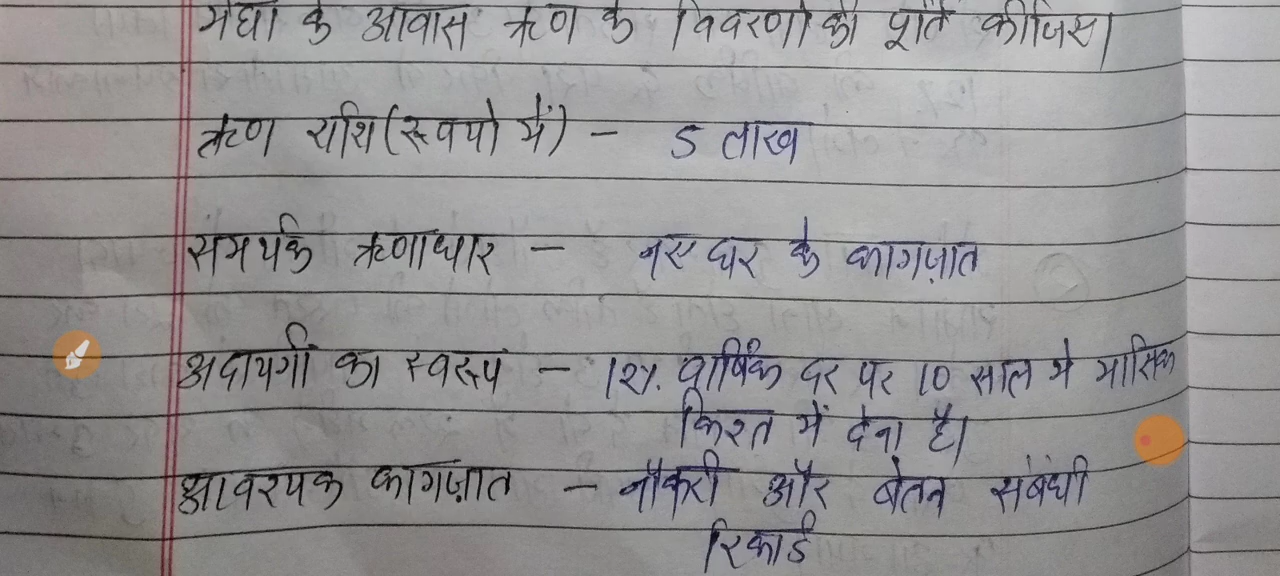 मेघा के आवास ऋण के विवरणों की पूर्ति कीजिए।
ऋण राशि (रूपयो में) - 5 लाख
समर्थक ऋणाधार - नए घर के कागज़ात
अदायगी का स्वरूप - 12% वार्षिक दर पर 10 साल मे मासिक
किश्त में देना है।
आवश्यक कागज़ात - नौकरी और बेतन संबंधी
रिकार्ड